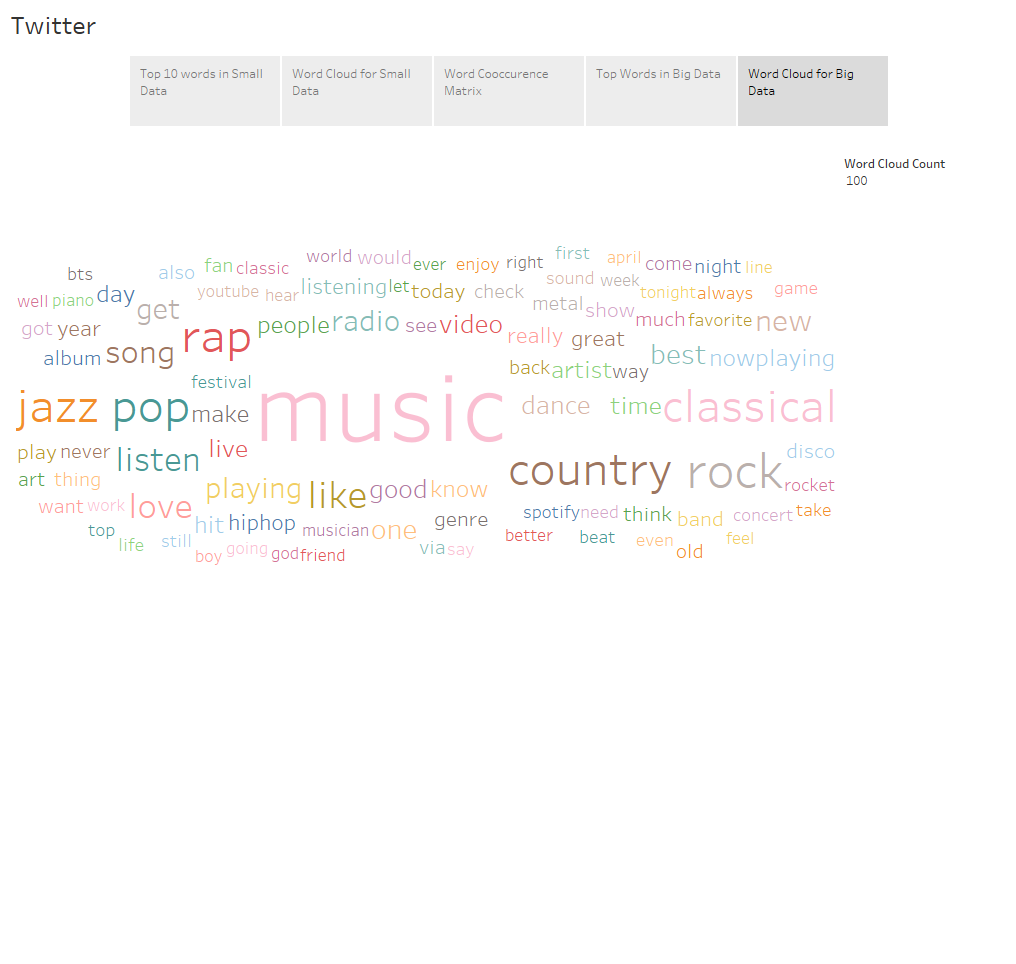 Twitter
Top 10 words in Small Data
Word Cloud for Small Data
Word Cooccurence Matrix
Top Words in Big Data
Word Cloud for Big Data
Word Cloud Count
100
world would ever enjoy right first april come night line
bts also fan classic
youtube hear listening let today check sound week tonight always game
well piano day get metal show much favorite new
got year rap people radio see video really great
album song best nowplaying
festival back artist way
jazz pop make music dance time classical
play never listen live country rock disco
art thing playing like good know rocket
want work love hit hiphop musician one genre spotify need think band concert take
top life still boy going god friend via say better beat even old feel